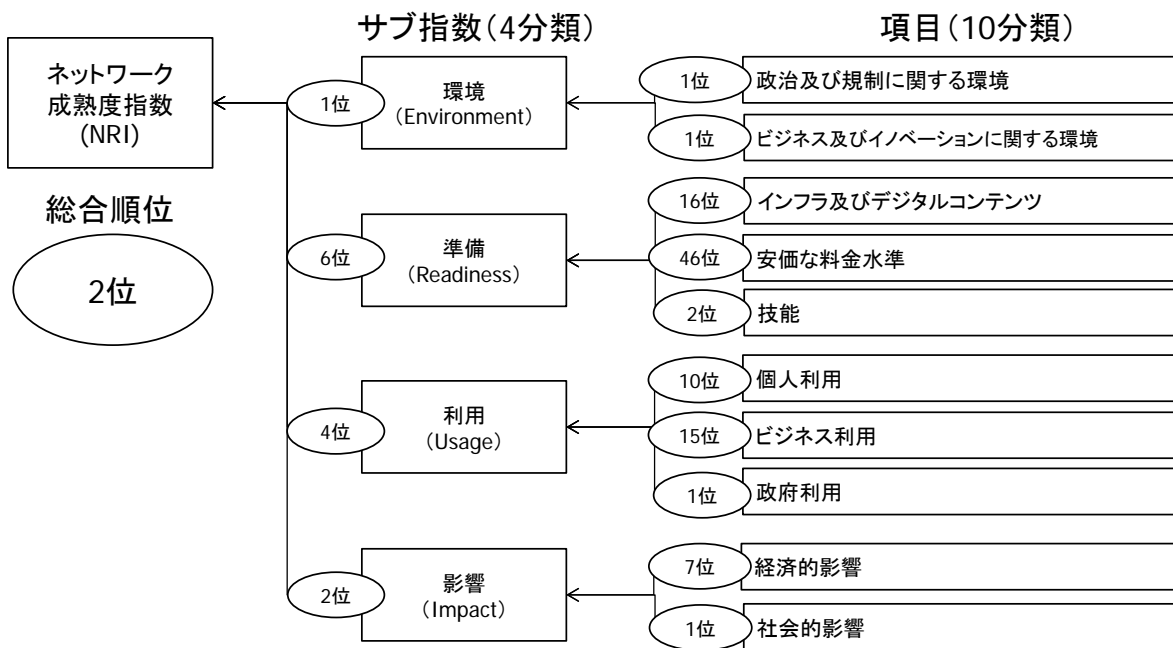 サブ指数(4分類)
項目(10分類)
ネットワーク
成熟度指数
(NRI)
総合順位
2位
1位
環境
(Environment)
1位
政治及び規制に関する環境
1位
ビジネス及びイノベーションに関する環境
6位
準備
(Readiness)
16位
インフラ及びデジタルコンテンツ
46位
安価な料金水準
2位
技能
4位
利用
(Usage)
10位
個人利用
15位
ビジネス利用
1位
政府利用
2位
影響
(Impact)
7位
経済的影響
1位
社会的影響